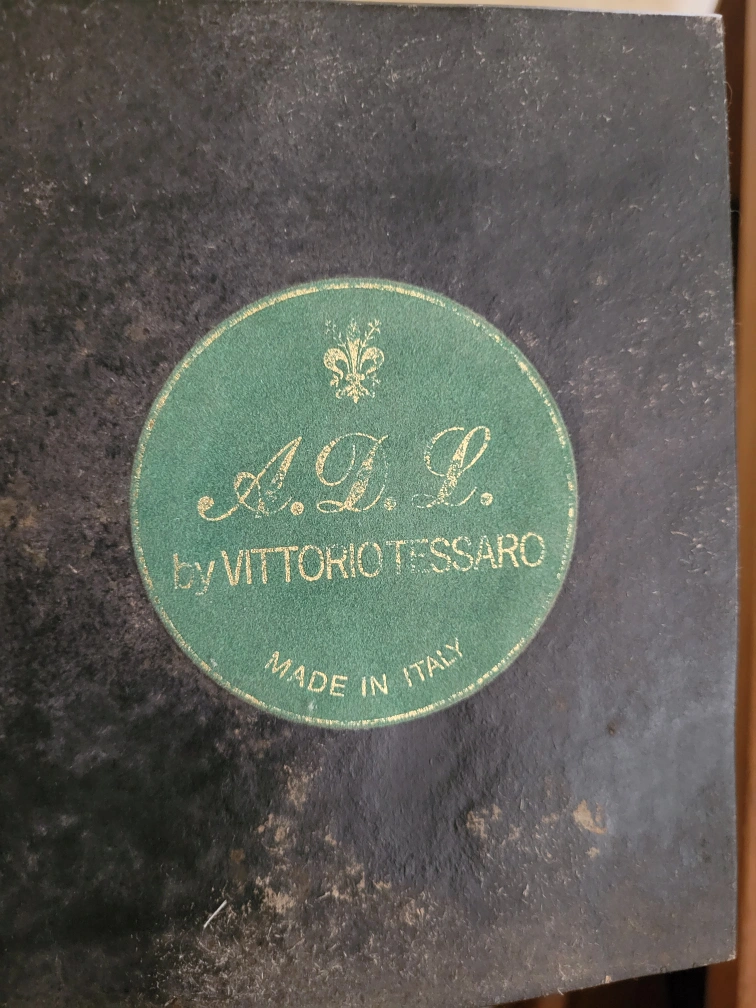 A. D. L.
by VITTORIO TESSARO
MADE IN ITALY